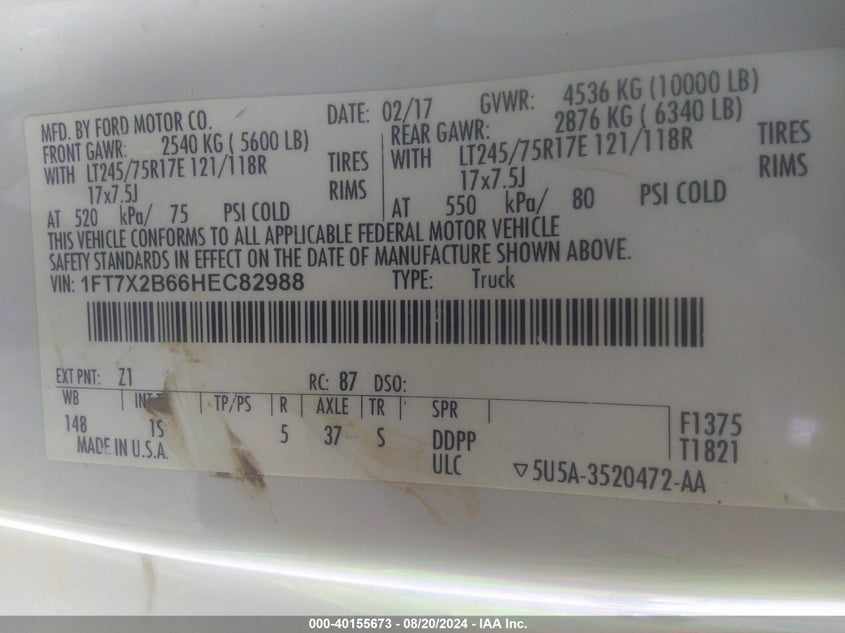 MFD. BY FORD MOTOR CO. DATE: 02/17 GVWR: 4536 KG (10000 LB)
FRONT GAWR: 2540 KG ( 5600 LB) REAR GAWR: 2876 KG ( 6340 LB)
WITH LT245/75R17E 121/118R TIRES WITH LT245/75R17E 121/118R TIRES
17x7.5J RIMS 17x7.5J RIMS
AT 520 kPa/ 75 PSI COLD AT 550 kPa/ 80 PSI COLD
THIS VEHICLE CONFORMS TO ALL APPLICABLE FEDERAL MOTOR VEHICLE
SAFETY STANDARDS IN EFFECT ON THE DATE OF MANUFACTURE SHOWN ABOVE.
VIN: 1FT7X2B66HEC82988 TYPE: Truck
EXT PNT: Z1 RC: 87 DSO:
WB INT TP/PS R AXLE TR SPR
148 1S 5 37 S DDPP F1375
MADE IN U.S.A. ULC T1821
▽5U5A-3520472-AA
000-40155673 - 08/20/2024 - IAA Inc.